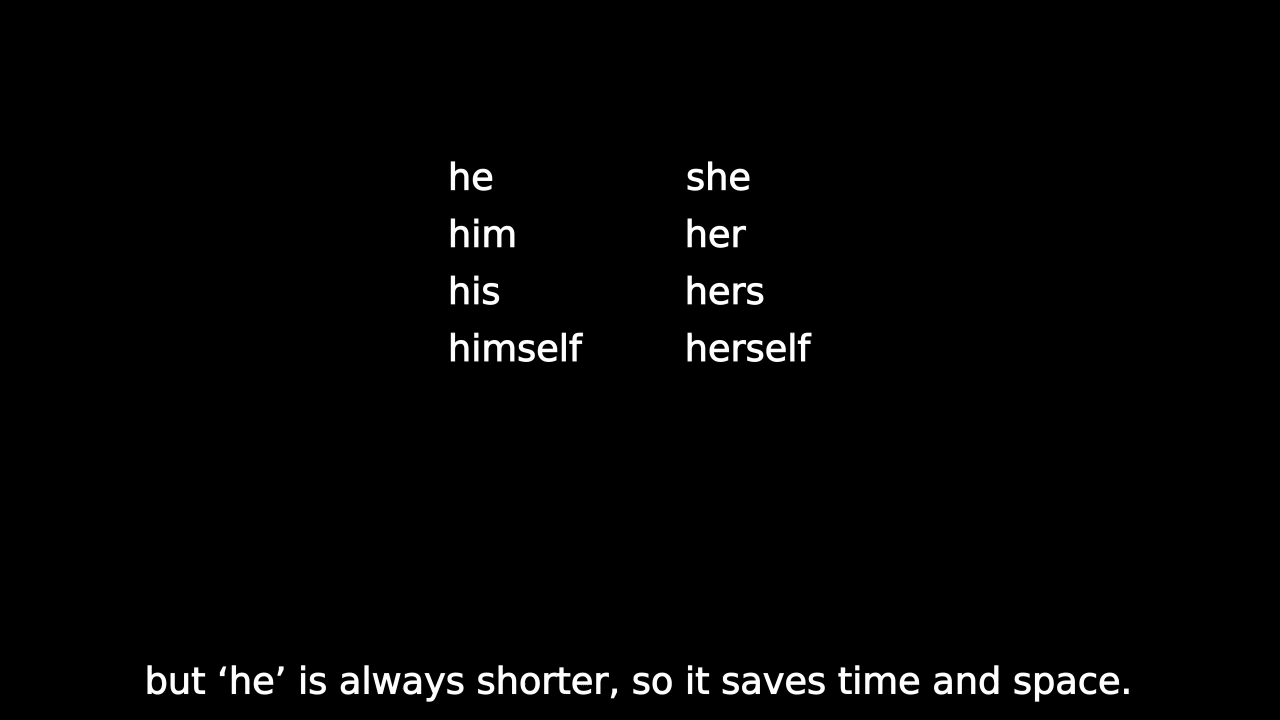 he she
him her
his hers
himself herself
but ‘he’ is always shorter, so it saves time and space.